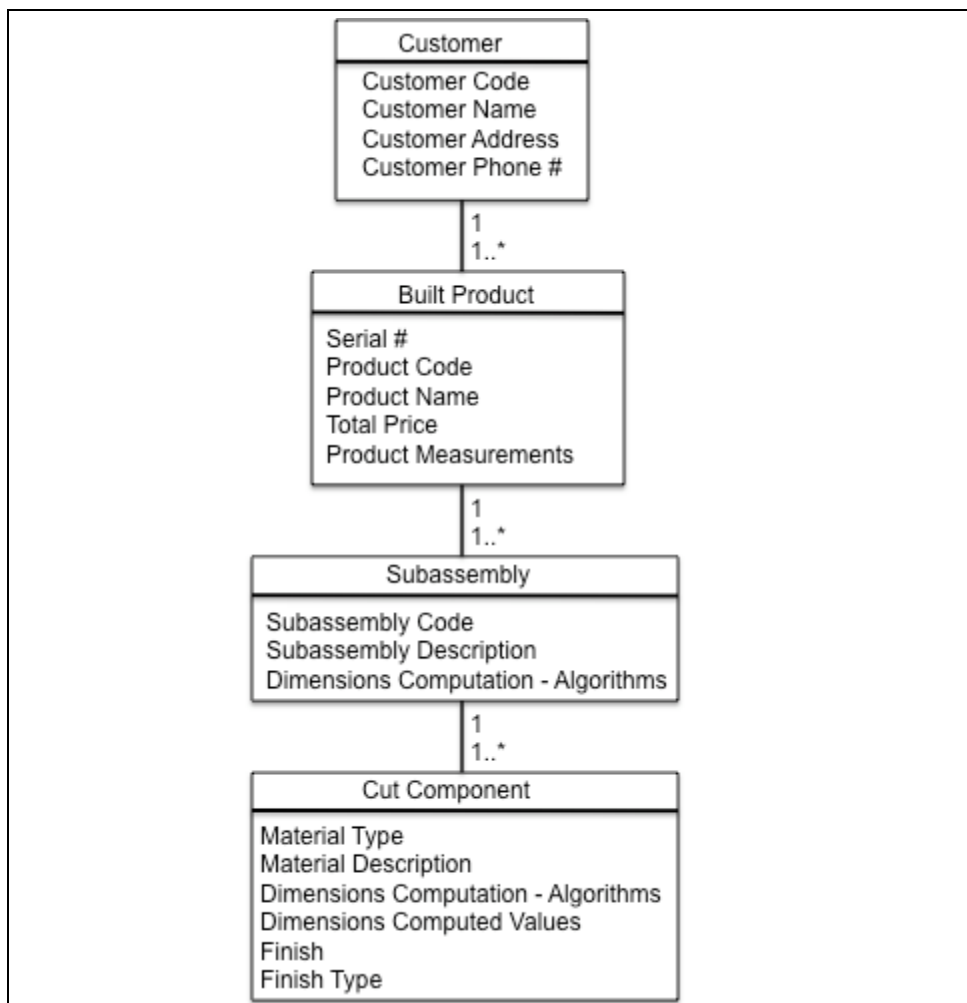 Customer
Customer Code
Customer Name
Customer Address
Customer Phone #
1
1..*
Built Product
Serial #
Product Code
Product Name
Total Price
Product Measurements
1
1..*
Subassembly
Subassembly Code
Subassembly Description
Dimensions Computation - Algorithms
1
1..*
Cut Component
Material Type
Material Description
Dimensions Computation - Algorithms
Dimensions Computed Values
Finish
Finish Type